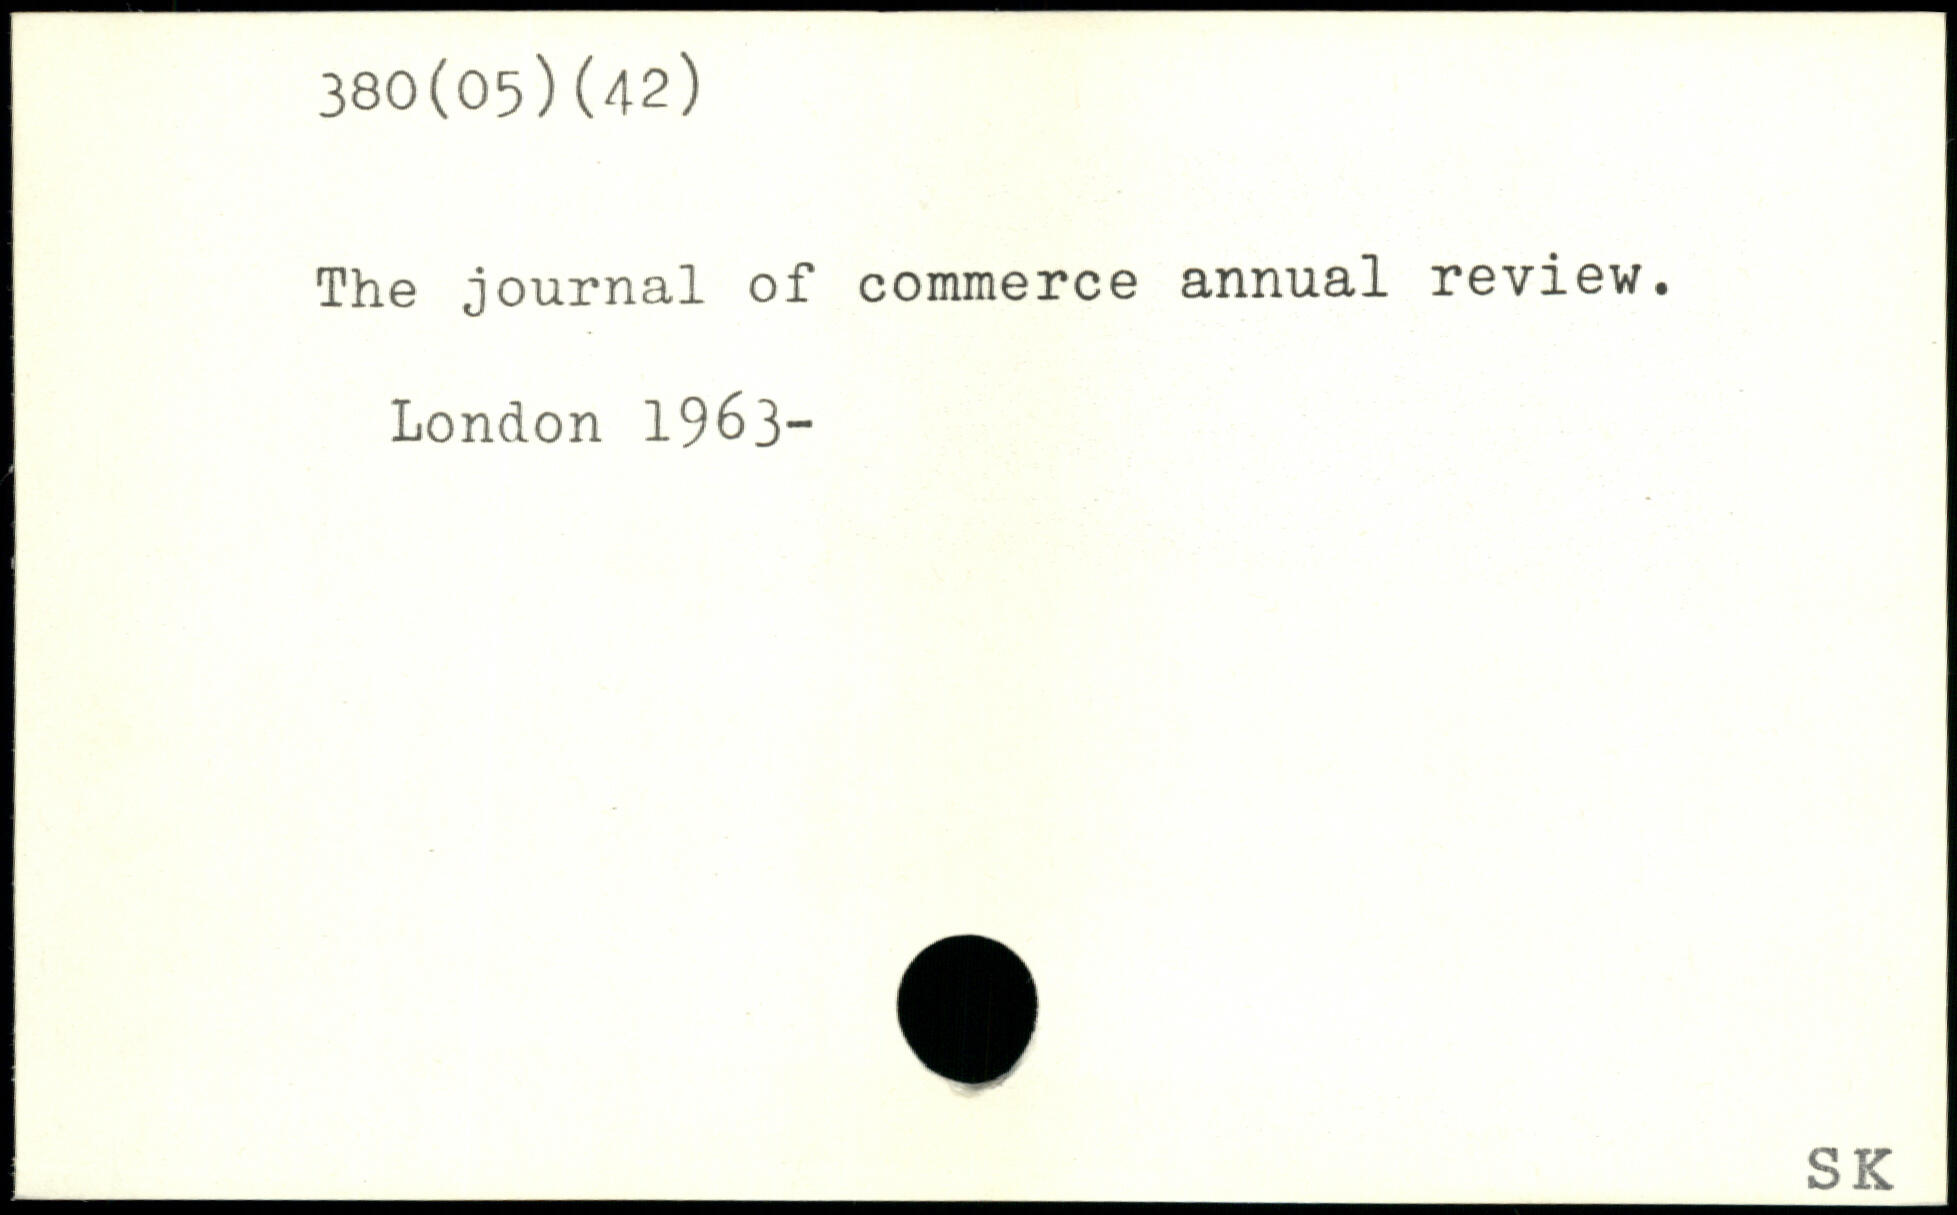 380(05)(42)
The journal of commerce annual review.
London 1963-
SK